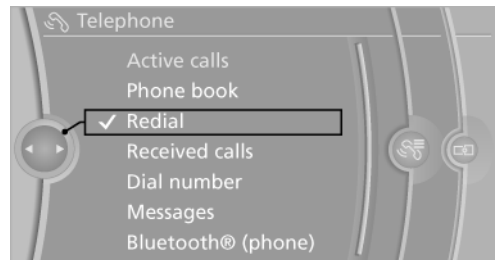 Telephone
Active calls
Phone book
Redial
Received calls
Dial number
Messages
Bluetooth® (phone)